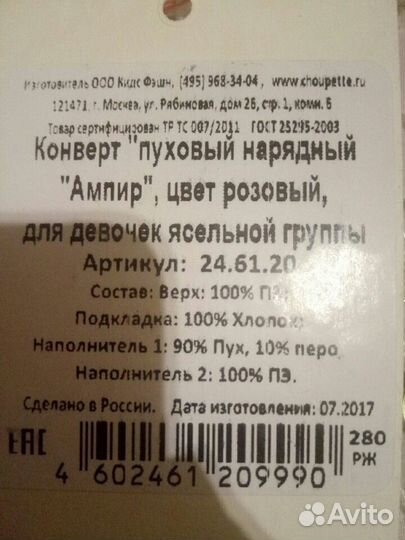 Изготовитель ООО Кидс Фэшн, (495) 968-34-04, www.choupette.ru
121471, г. Москва, ул. Рябиновая, дом 26, стр. 1, комн. 6
Товар сертифицирован ТР ТС 007/2011 ГОСТ 25295-2003
Конверт "пуховый нарядный
"Ампир", цвет розовый,
для девочек ясельной группы
Артикул: 24.61.20
Состав: Верх: 100% ПЭ;
Подкладка: 100% Хлопок;
Наполнитель 1: 90% Пух, 10% перо,
Наполнитель 2: 100% ПЭ.
Сделано в России. Дата изготовления: 07.2017
ЕАС
280
РЖ
4 602461 209990
Avito